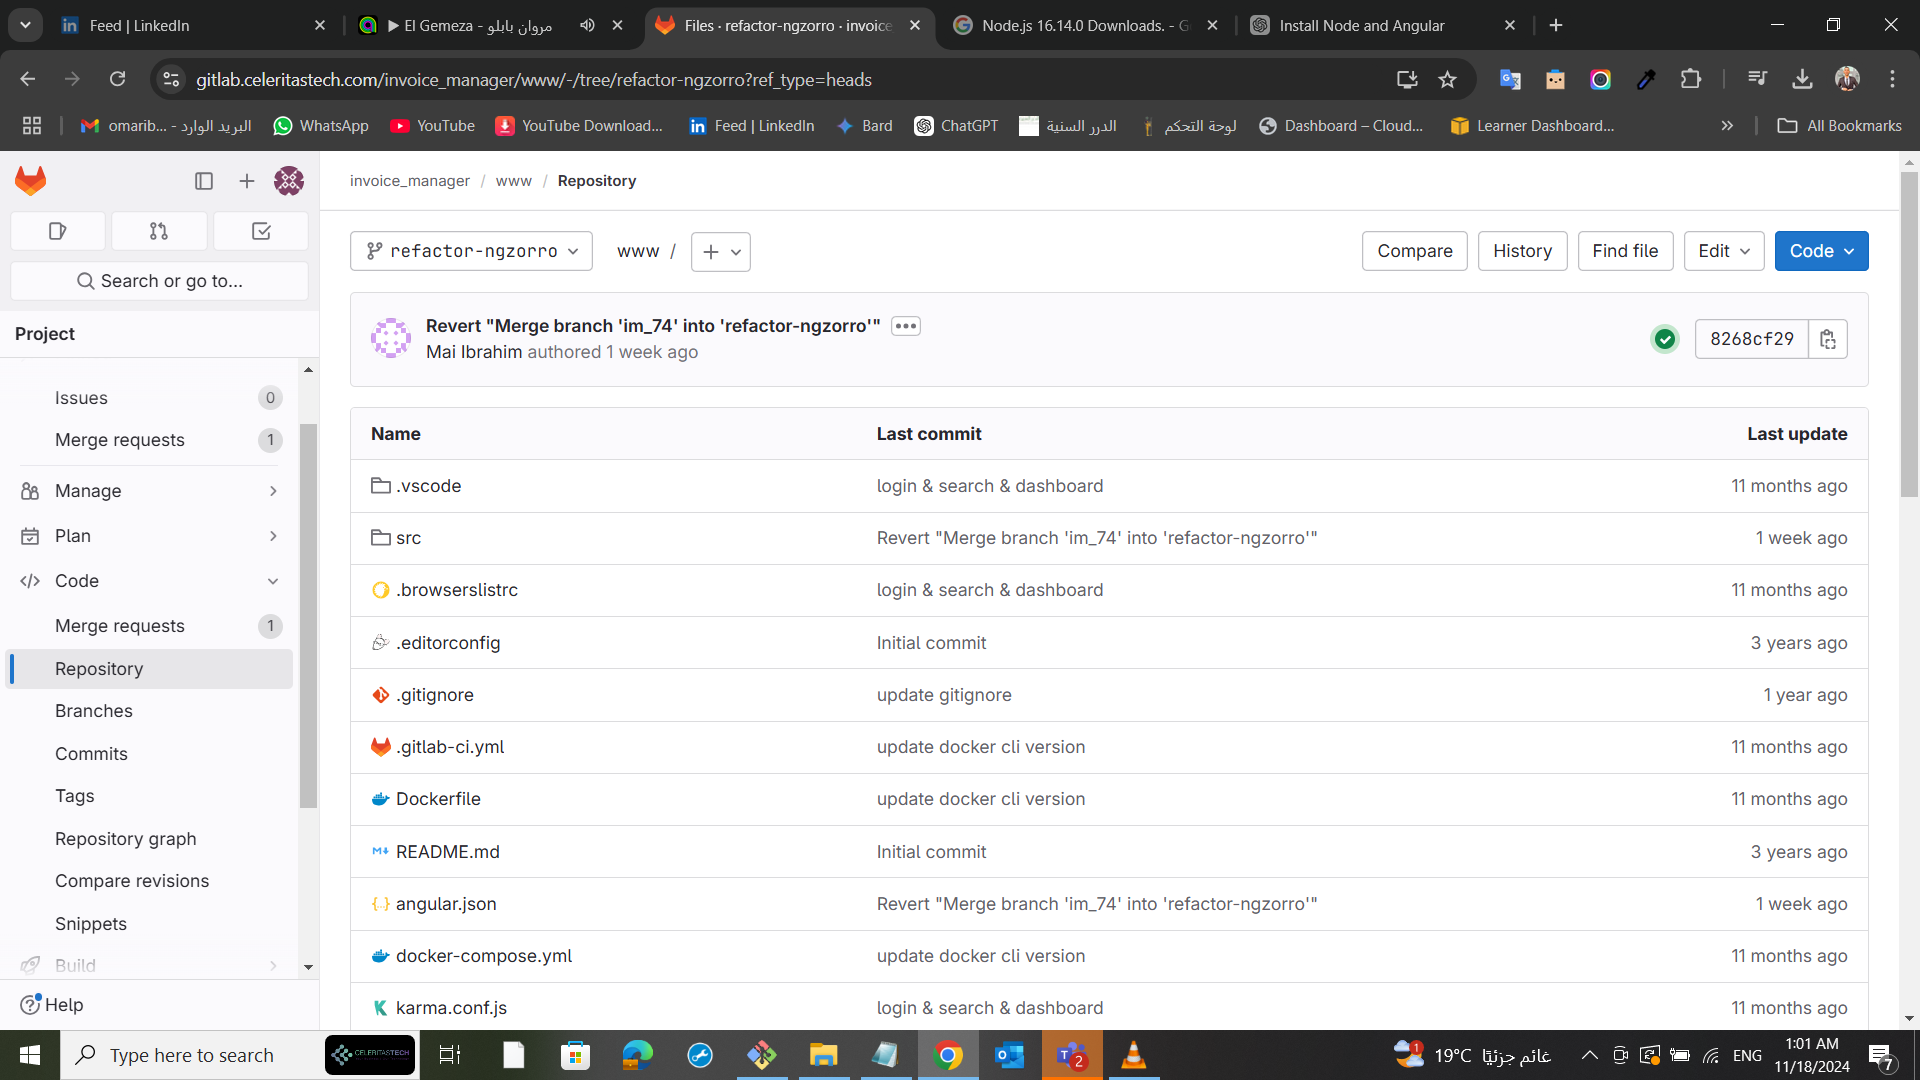 Feed | LinkedIn
El Gemeza - مروان بابلو
Files · refactor-ngzorro · invoice
Node.js 16.14.0 Downloads. - G
Install Node and Angular
gitlab.celeritastech.com/invoice_manager/www/-/tree/refactor-ngzorro?ref_type=heads
omarib... - البريد الوارد
WhatsApp
YouTube
YouTube Download...
Feed | LinkedIn
Bard
ChatGPT
الدرر السنية
لوحة التحكم
Dashboard – Cloud...
Learner Dashboard...
All Bookmarks
invoice_manager / www / Repository
Search or go to...
Project
Issues 0
Merge requests 1
Manage
Plan
Code
Merge requests 1
Repository
Branches
Commits
Tags
Repository graph
Compare revisions
Snippets
Build
Help
refactor-ngzorro
www /
Compare
History
Find file
Edit
Code
Revert "Merge branch 'im_74' into 'refactor-ngzorro'"
Mai Ibrahim authored 1 week ago
8268cf29
Name Last commit Last update
.vscode login & search & dashboard 11 months ago
src Revert "Merge branch 'im_74' into 'refactor-ngzorro'" 1 week ago
.browserslistrc login & search & dashboard 11 months ago
.editorconfig Initial commit 3 years ago
.gitignore update gitignore 1 year ago
.gitlab-ci.yml update docker cli version 11 months ago
Dockerfile update docker cli version 11 months ago
README.md Initial commit 3 years ago
angular.json Revert "Merge branch 'im_74' into 'refactor-ngzorro'" 1 week ago
docker-compose.yml update docker cli version 11 months ago
karma.conf.js login & search & dashboard 11 months ago
Type here to search
CELERITASTECH
2
1
19°C غائم جزئيًا
ENG
1:01 AM
11/18/2024
7